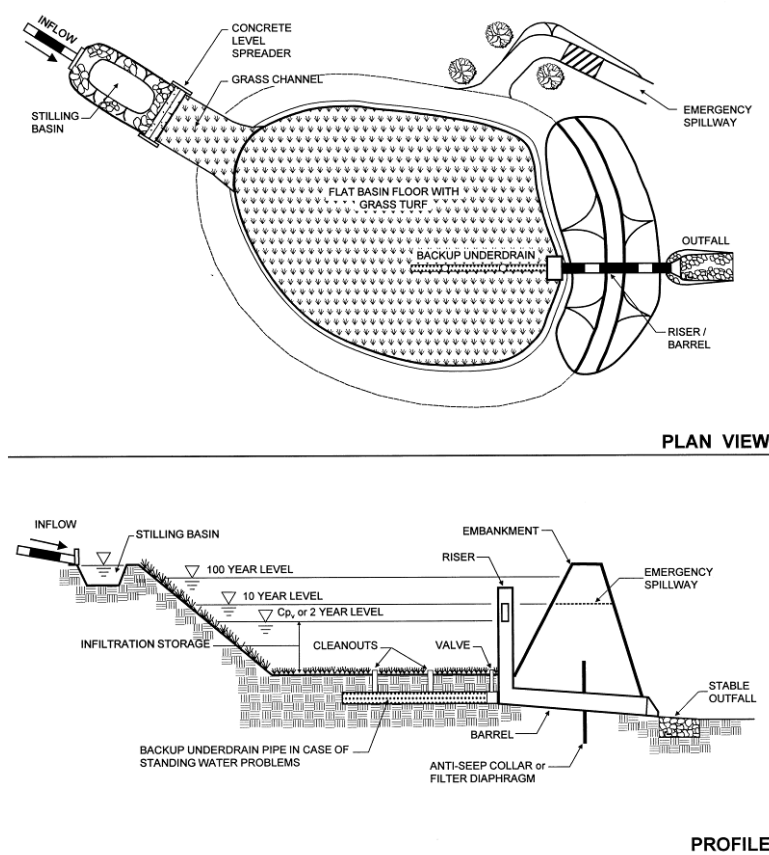 INFLOW
CONCRETE
LEVEL
SPREADER
GRASS CHANNEL
STILLING
BASIN
EMERGENCY
SPILLWAY
FLAT BASIN FLOOR WITH
GRASS TURF
BACKUP UNDERDRAIN
OUTFALL
RISER /
BARREL
PLAN VIEW
INFLOW
STILLING BASIN
EMBANKMENT
RISER
100 YEAR LEVEL
EMERGENCY
SPILLWAY
10 YEAR LEVEL
Cpv or 2 YEAR LEVEL
INFILTRATION STORAGE
CLEANOUTS
VALVE
STABLE
OUTFALL
BARREL
BACKUP UNDERDRAIN PIPE IN CASE OF
STANDING WATER PROBLEMS
ANTI-SEEP COLLAR or
FILTER DIAPHRAGM
PROFILE